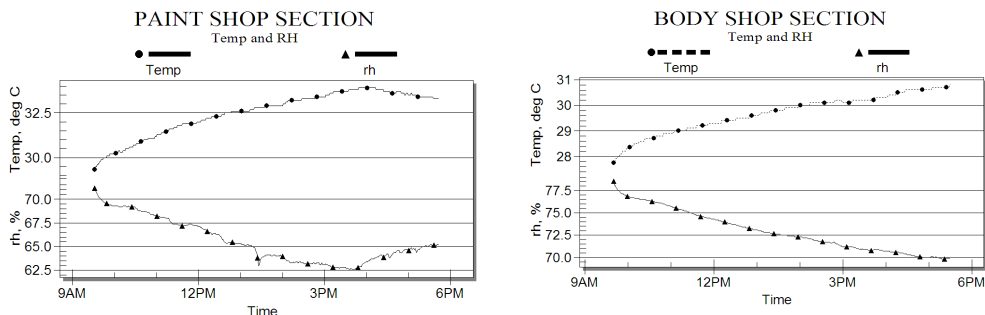 PAINT SHOP SECTION
Temp and RH
Temp
rh
Temp, deg C
32.5
30.0
rh, %
70.0
67.5
65.0
62.5
9AM
12PM
3PM
6PM
Time
BODY SHOP SECTION
Temp and RH
Temp
rh
Temp, deg C
31
30
29
28
rh, %
77.5
75.0
72.5
70.0
9AM
12PM
3PM
6PM
Time